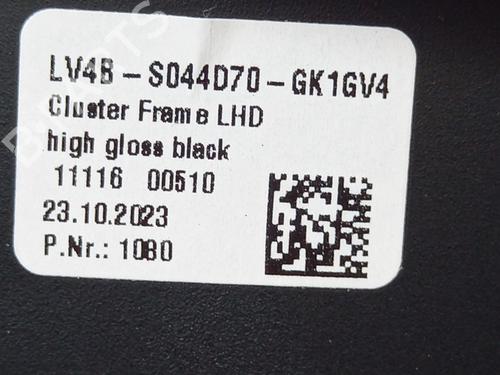 LV4B-S044D70-GK1GV4
Cluster Frame LHD
high gloss black
11116 00510
23.10.2023
P.Nr.: 1080